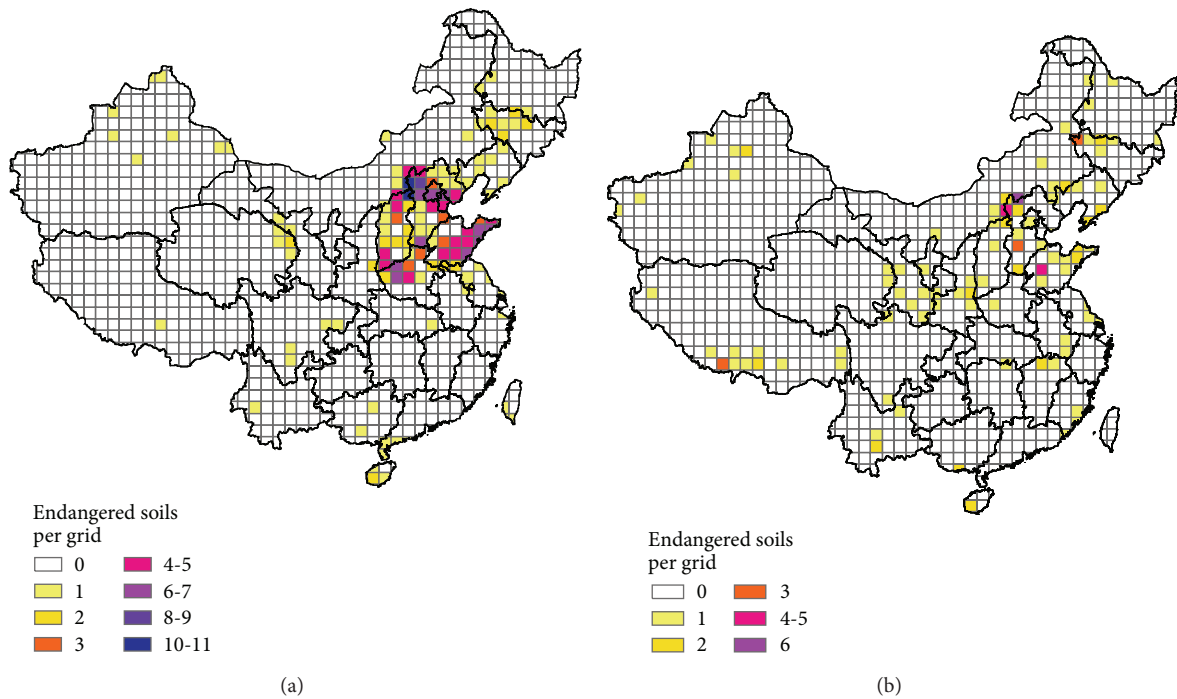 Endangered soils
per grid
0
1
2
3
4-5
6-7
8-9
10-11
(a)
Endangered soils
per grid
0
1
2
3
4-5
6
(b)